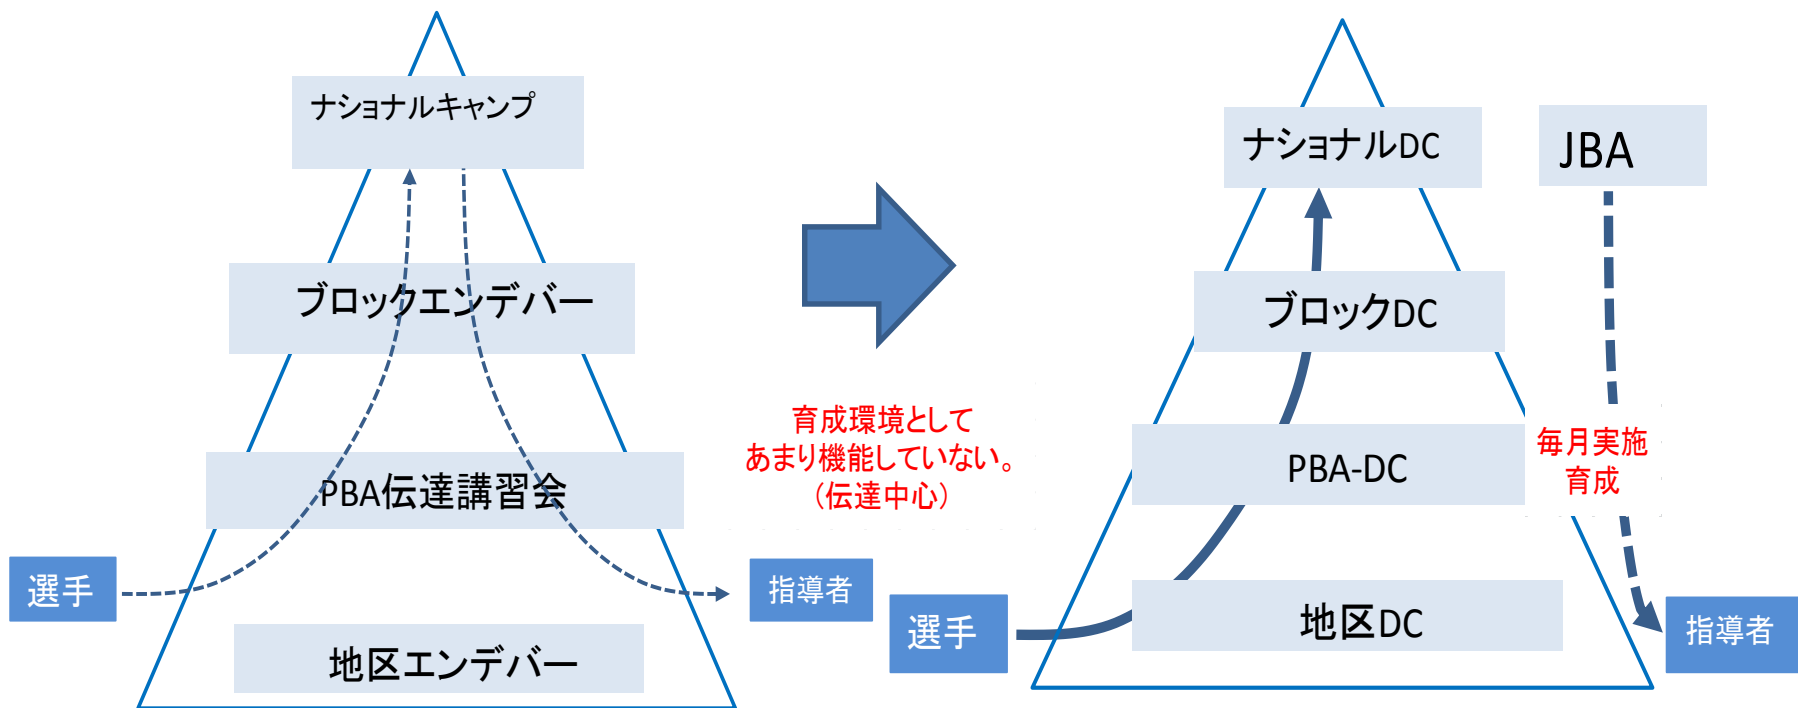 ナショナルキャンプ
ブロックエンデバー
PBA伝達講習会
選手
指導者
地区エンデバー
育成環境として
あまり機能していない。
(伝達中心)
ナショナルDC
JBA
ブロックDC
PBA-DC
毎月実施
育成
地区DC
選手
指導者